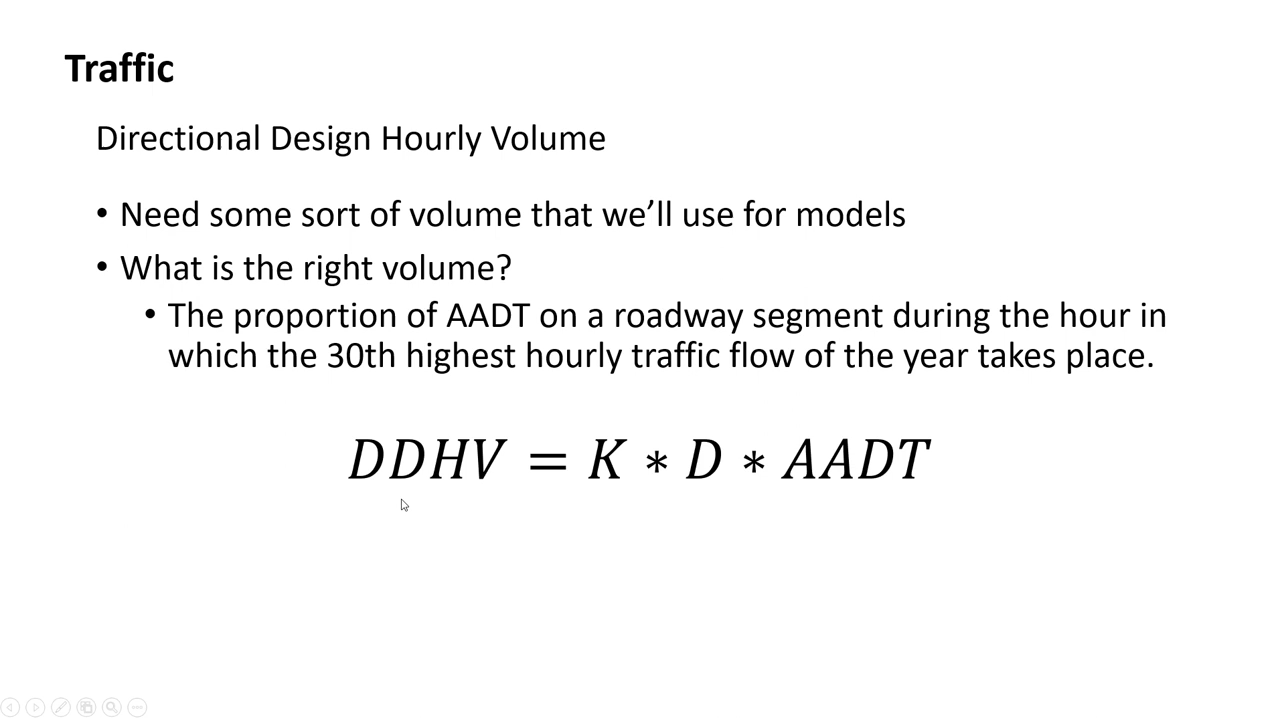 Traffic
Directional Design Hourly Volume
• Need some sort of volume that we’ll use for models
• What is the right volume?
• The proportion of AADT on a roadway segment during the hour in
which the 30th highest hourly traffic flow of the year takes place.
DDHV = K * D * AADT